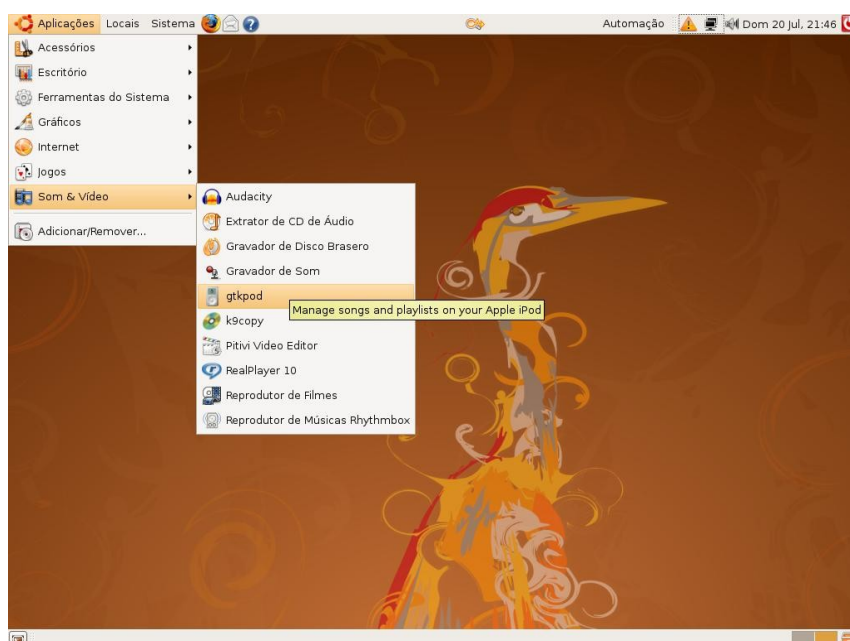 Aplicações Locais Sistema Automação Dom 20 Jul, 21:46
Acessórios
Escritório
Ferramentas do Sistema
Gráficos
Internet
Jogos
Som & Vídeo
Adicionar/Remover...
Audacity
Extrator de CD de Áudio
Gravador de Disco Brasero
Gravador de Som
gtkpod
Manage songs and playlists on your Apple iPod
k9copy
Pitivi Video Editor
RealPlayer 10
Reprodutor de Filmes
Reprodutor de Músicas Rhythmbox